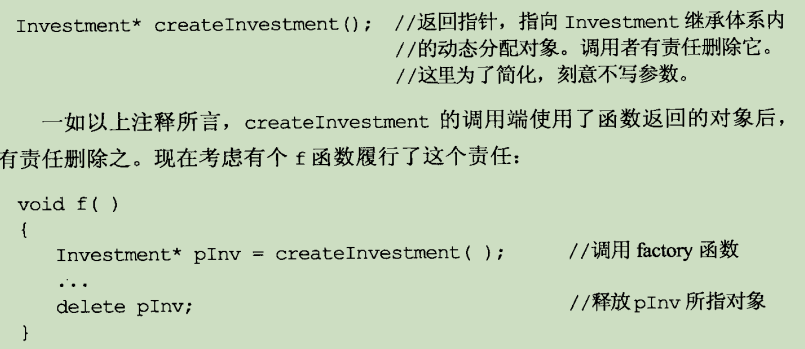 Investment* createInvestment(); //返回指针，指向 Investment 继承体系内
//的动态分配对象。调用者有责任删除它。
//这里为了简化，刻意不写参数。
一如以上注释所言，createInvestment 的调用端使用了函数返回的对象后，
有责任删除之。现在考虑有个 f 函数履行了这个责任：
void f( )
{
Investment* pInv = createInvestment( ); //调用 factory 函数
...
delete pInv; //释放 pInv 所指对象
}